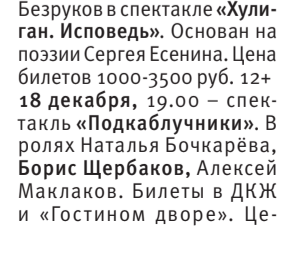 Безруков в спектакле «Хули-
ган. Исповедь». Основан на
поэзии Сергея Есенина. Цена
билетов 1000-3500 руб. 12+
18 декабря, 19.00 – спек-
такль «Подкаблучники». В
ролях Наталья Бочкарёва,
Борис Щербаков, Алексей
Маклаков. Билеты в ДКЖ
и «Гостином дворе». Це-